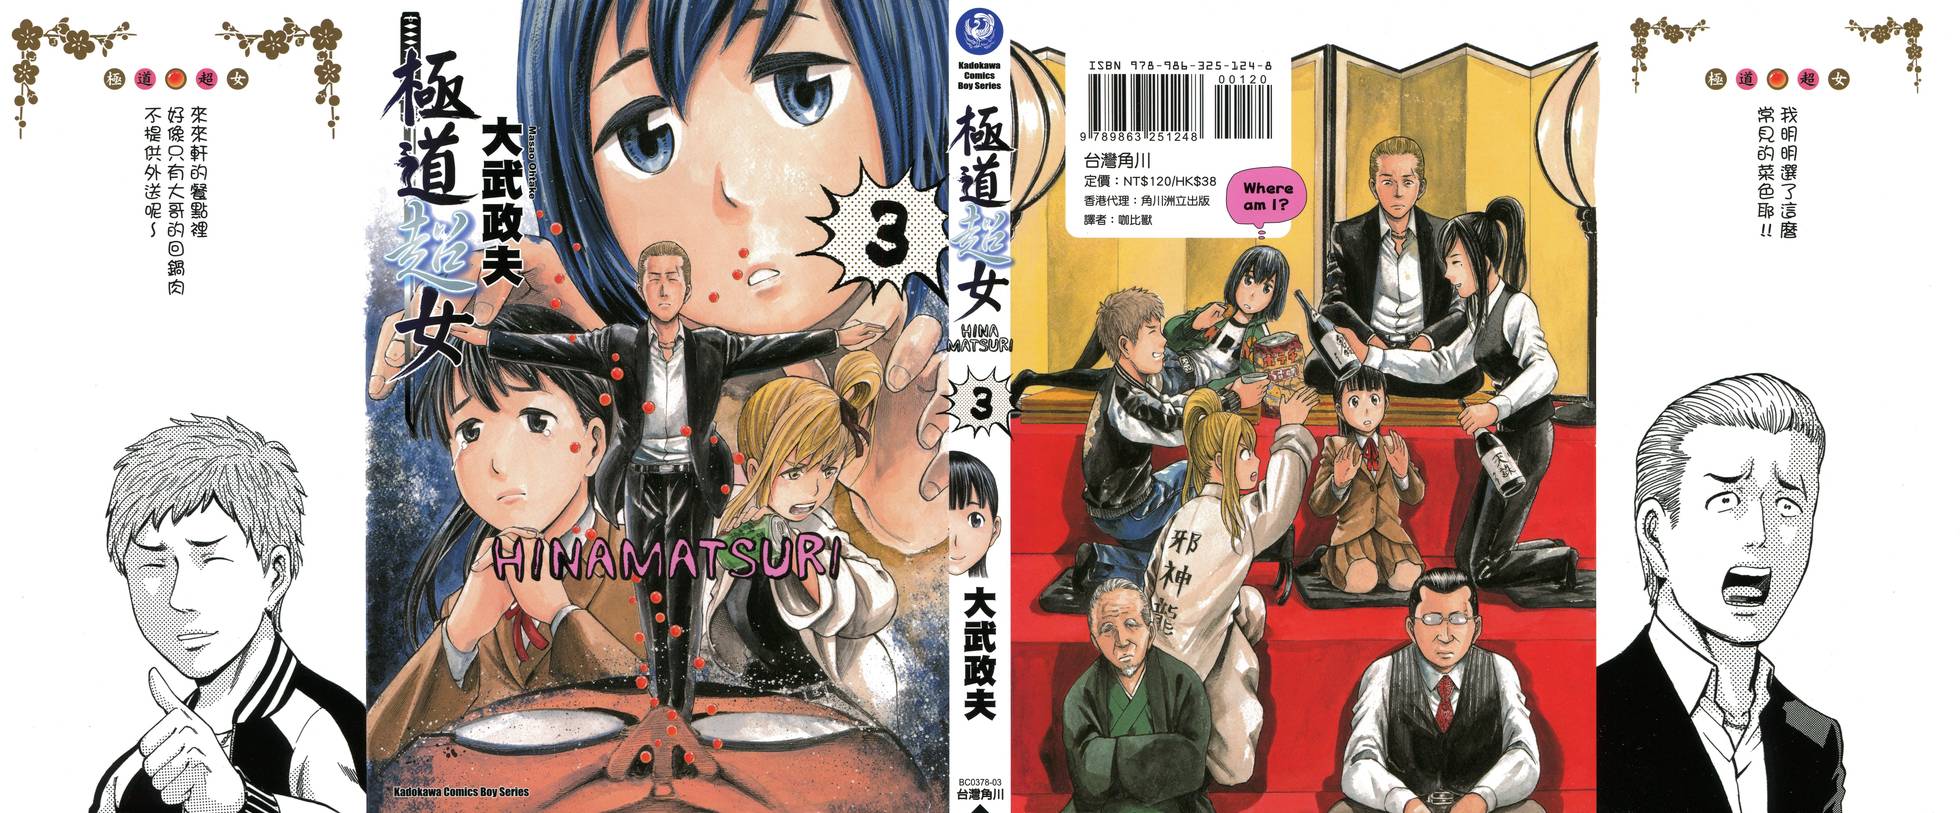 極道超女
來來軒的餐點裡
好像只有大哥的回鍋肉
不提供外送呢~
極道超女
大武政夫
Masao Ohtake
3
HINAMATSURI
Kadokawa Comics Boy Series
Kadokawa
Comics
Boy Series
極道超女
HINA
MATSURI
3
大武政夫
BC0378-03
台灣角川
ISBN 978-986-325-124-8
00120
9 789863 251248
台灣角川
定價：NT$120/HK$38
香港代理：角川洲立出版
譯者：咖比獸
Where
am I?
天誅
邪神龍
極道超女
我明明選了這麼
常見的菜色耶!!